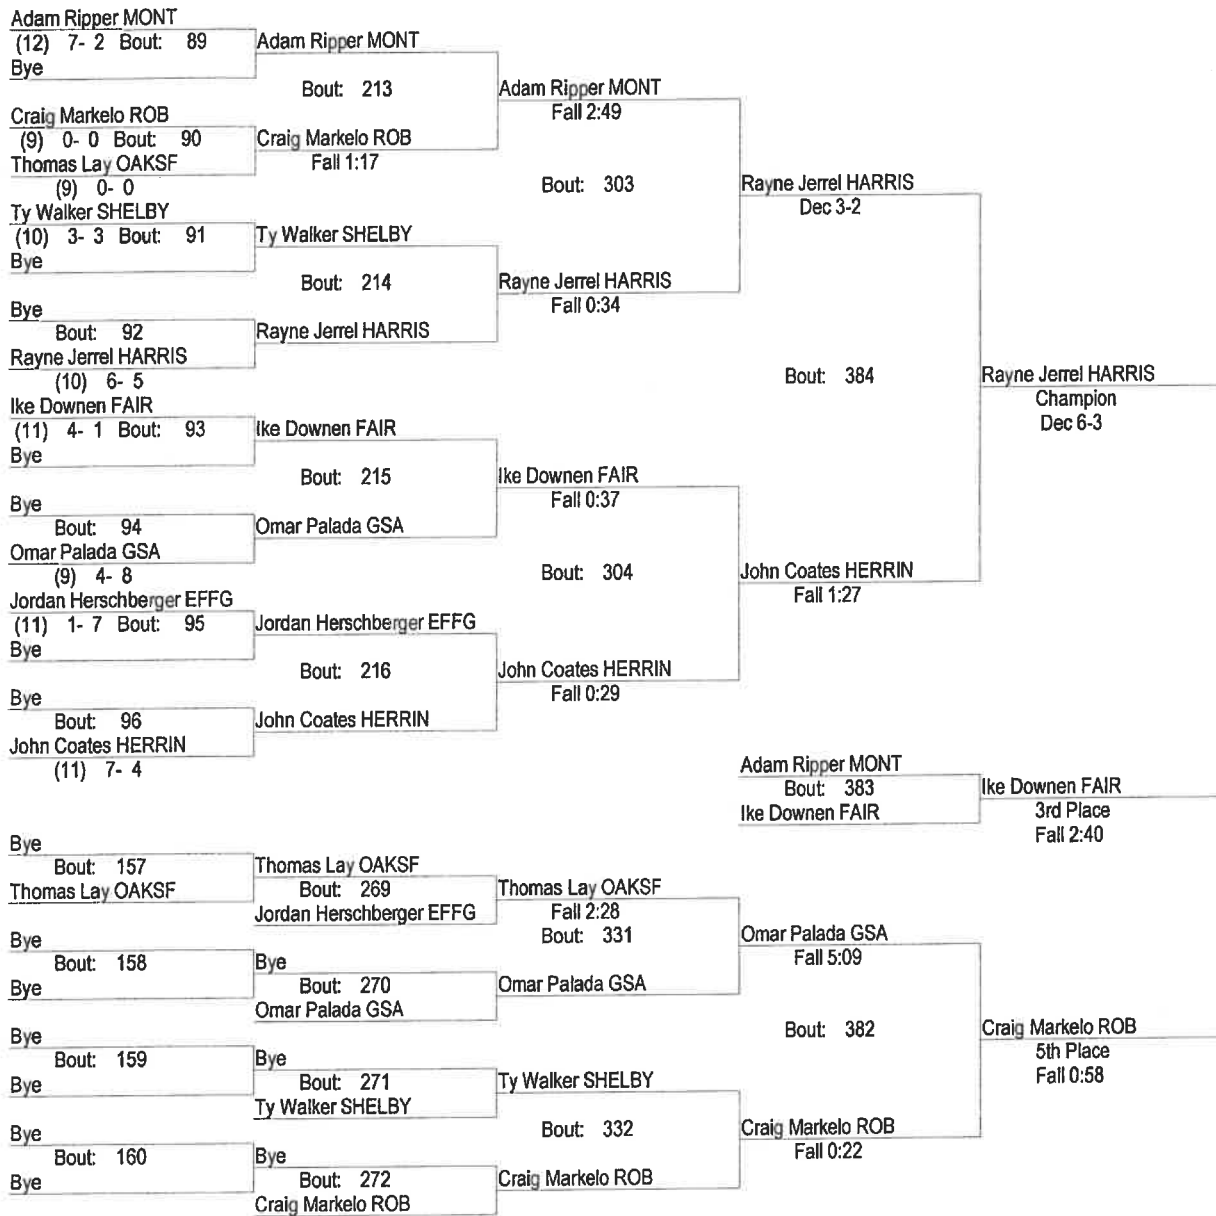 Adam Ripper MONT
(12) 7- 2 Bout: 89
Bye
Craig Markelo ROB
(9) 0- 0 Bout: 90
Thomas Lay OAKSF
(9) 0- 0
Ty Walker SHELBY
(10) 3- 3 Bout: 91
Bye
Bye
Bout: 92
Rayne Jerrel HARRIS
(10) 6- 5
Ike Downen FAIR
(11) 4- 1 Bout: 93
Bye
Bye
Bout: 94
Omar Palada GSA
(9) 4- 8
Jordan Herschberger EFFG
(11) 1- 7 Bout: 95
Bye
Bye
Bout: 96
John Coates HERRIN
(11) 7- 4
Adam Ripper MONT
Bout: 213
Craig Markelo ROB
Fall 1:17
Ty Walker SHELBY
Bout: 214
Rayne Jerrel HARRIS
Ike Downen FAIR
Bout: 215
Omar Palada GSA
Jordan Herschberger EFFG
Bout: 216
John Coates HERRIN
Adam Ripper MONT
Fall 2:49
Bout: 303
Rayne Jerrel HARRIS
Fall 0:34
Ike Downen FAIR
Fall 0:37
Bout: 304
John Coates HERRIN
Fall 0:29
Rayne Jerrel HARRIS
Dec 3-2
Bout: 384
John Coates HERRIN
Fall 1:27
Rayne Jerrel HARRIS
Champion
Dec 6-3
Adam Ripper MONT
Bout: 383
Ike Downen FAIR
Ike Downen FAIR
3rd Place
Fall 2:40
Bye
Bout: 157
Thomas Lay OAKSF
Bye
Bout: 158
Bye
Bye
Bout: 159
Bye
Bye
Bout: 160
Bye
Thomas Lay OAKSF
Bout: 269
Jordan Herschberger EFFG
Bye
Bout: 270
Omar Palada GSA
Bye
Bout: 271
Ty Walker SHELBY
Bye
Bout: 272
Craig Markelo ROB
Thomas Lay OAKSF
Fall 2:28
Bout: 331
Omar Palada GSA
Ty Walker SHELBY
Bout: 332
Craig Markelo ROB
Omar Palada GSA
Fall 5:09
Bout: 382
Craig Markelo ROB
Fall 0:22
Craig Markelo ROB
5th Place
Fall 0:58